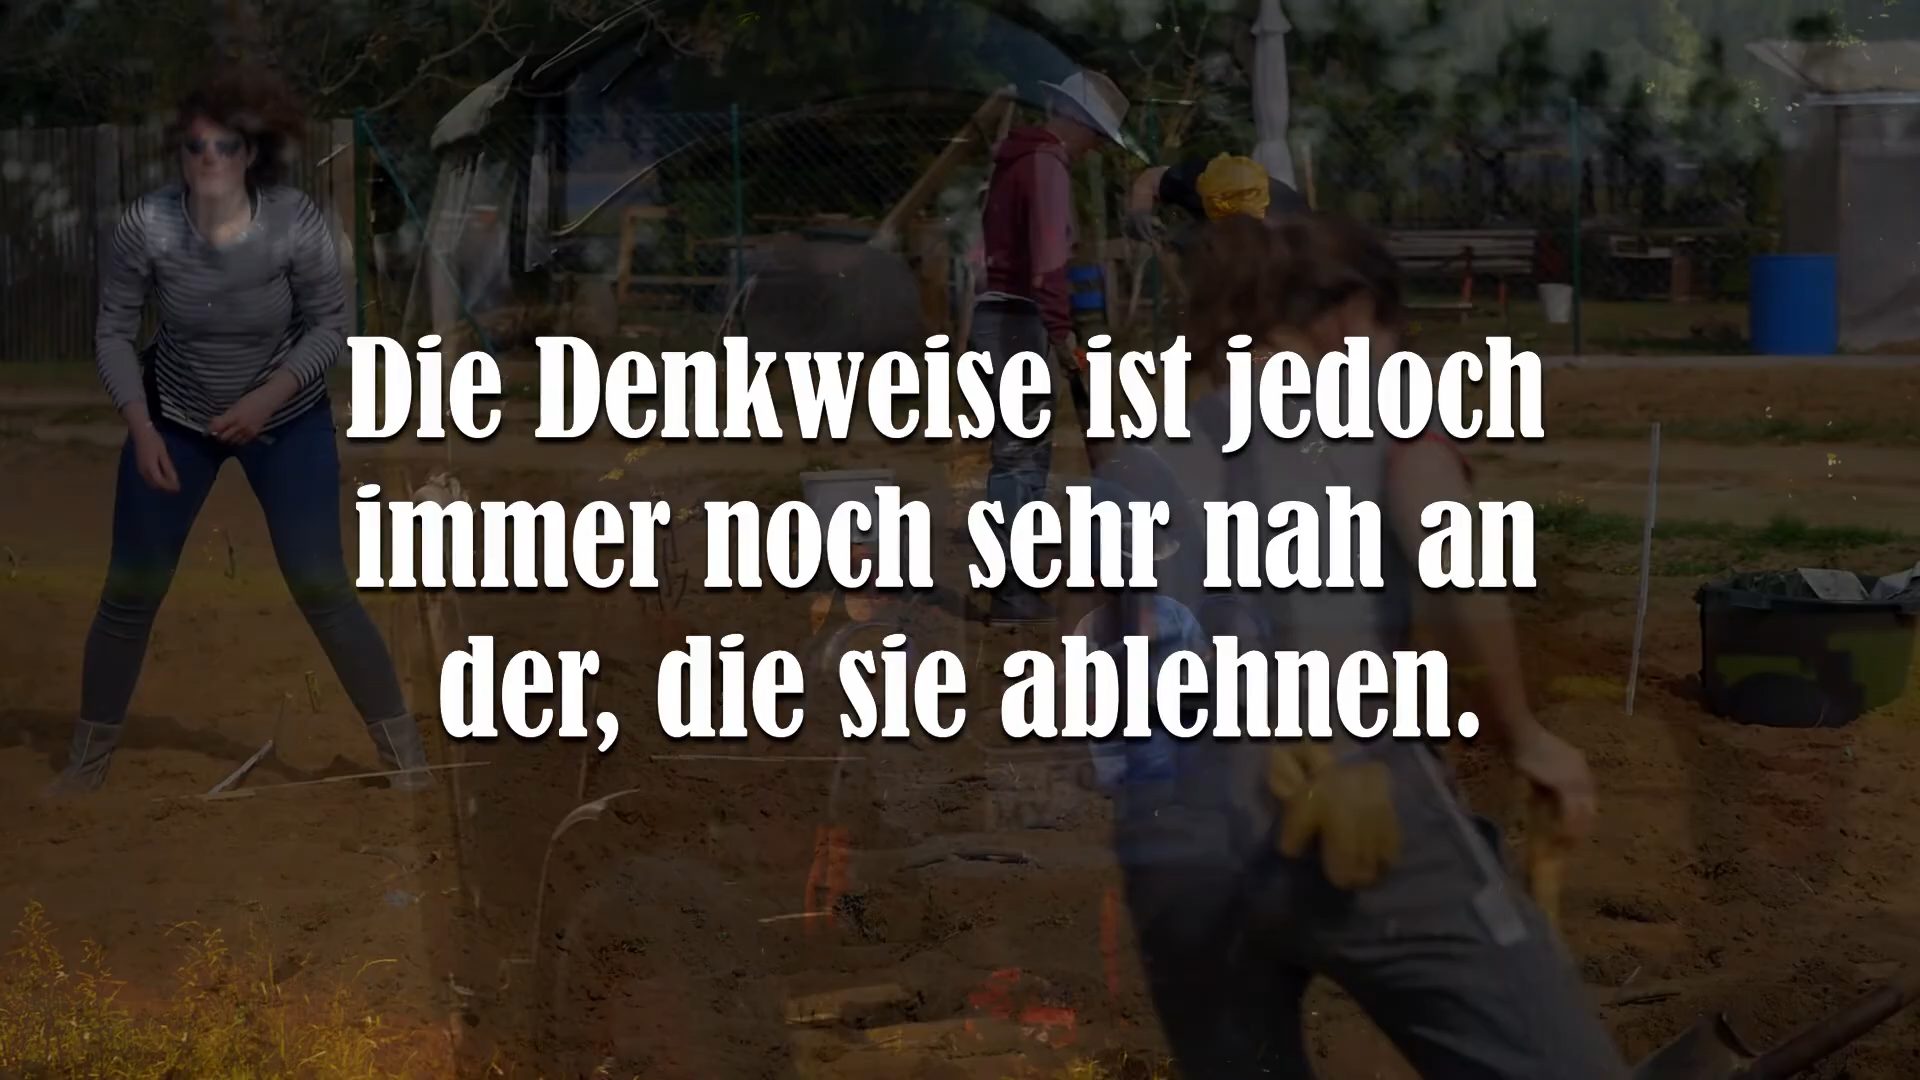 Die Denkweise ist jedoch
immer noch sehr nah an
der, die sie ablehnen.